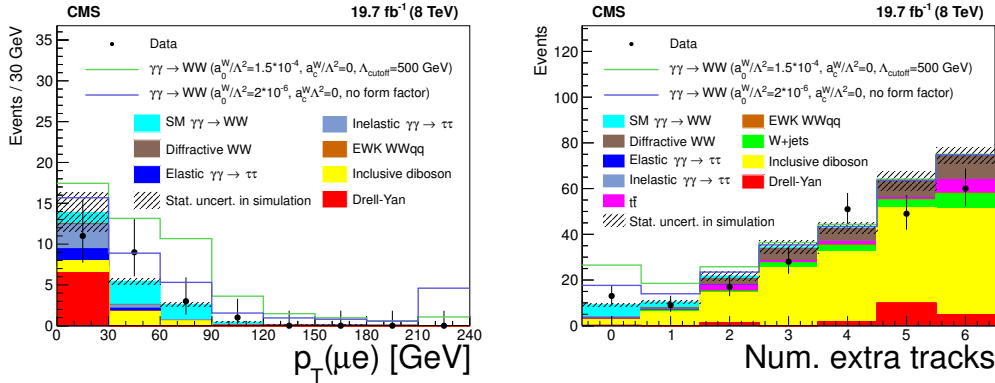 CMS 19.7 fb⁻¹ (8 TeV)
Events / 30 GeV
35
30
25
20
15
10
5
0
Data
γγ → WW (a₀ᵂ/Λ²=1.5*10⁻⁴, a_cᵂ/Λ²=0, Λ_cutoff=500 GeV)
γγ → WW (a₀ᵂ/Λ²=2*10⁻⁶, a_cᵂ/Λ²=0, no form factor)
SM γγ → WW
Inelastic γγ → ττ
Diffractive WW
EWK WWqq
Elastic γγ → ττ
Inclusive diboson
Stat. uncert. in simulation
Drell-Yan
0 30 60 90 120 150 180 210 240
p_T(μe) [GeV]
CMS 19.7 fb⁻¹ (8 TeV)
Events
120
100
80
60
40
20
0
Data
γγ → WW (a₀ᵂ/Λ²=1.5*10⁻⁴, a_cᵂ/Λ²=0, Λ_cutoff=500 GeV)
γγ → WW (a₀ᵂ/Λ²=2*10⁻⁶, a_cᵂ/Λ²=0, no form factor)
SM γγ → WW
EWK WWqq
Diffractive WW
W+jets
Elastic γγ → ττ
Inclusive diboson
Inelastic γγ → ττ
Drell-Yan
tt̄
Stat. uncert. in simulation
0 1 2 3 4 5 6
Num. extra tracks